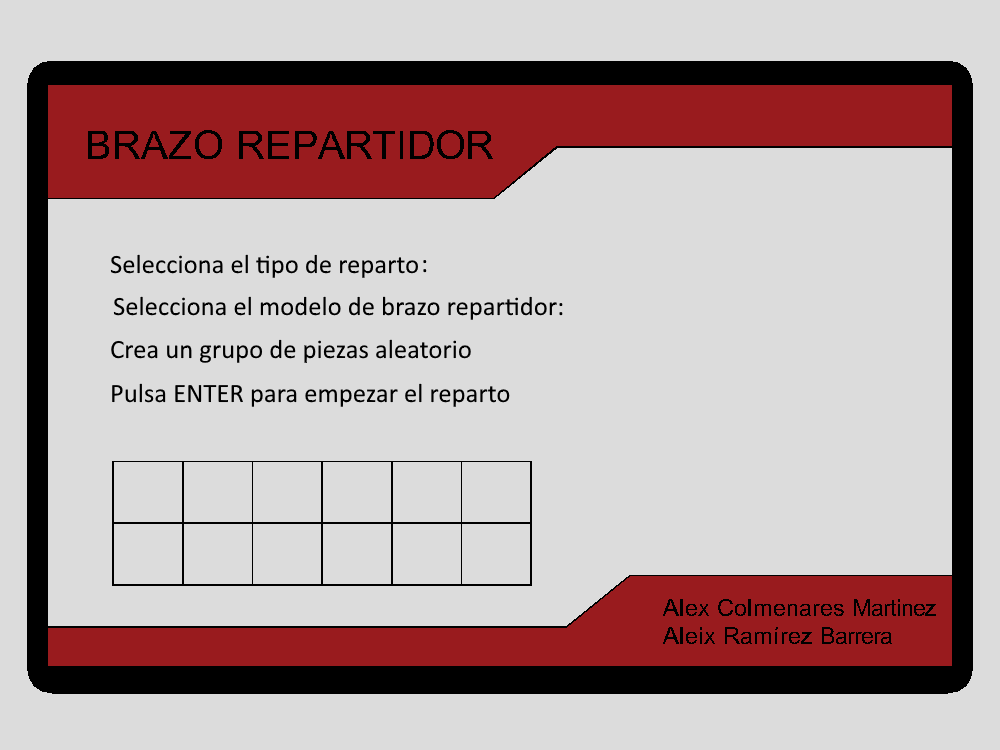 BRAZO REPARTIDOR
Selecciona el tipo de reparto:
Selecciona el modelo de brazo repartidor:
Crea un grupo de piezas aleatorio
Pulsa ENTER para empezar el reparto
Alex Colmenares Martinez
Aleix Ramírez Barrera